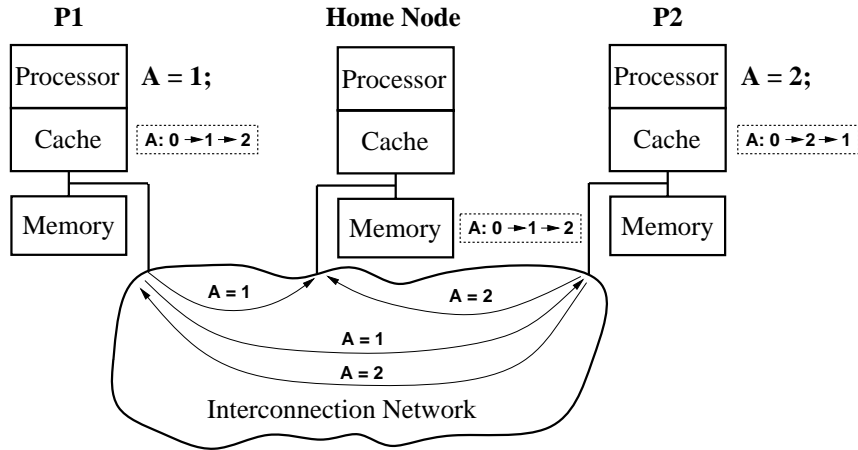 P1 Home Node P2
Processor A = 1; Processor Processor A = 2;
Cache A: 0 → 1 → 2 Cache Cache A: 0 → 2 → 1
Memory Memory A: 0 → 1 → 2 Memory
A = 1 A = 2
A = 1
A = 2
Interconnection Network